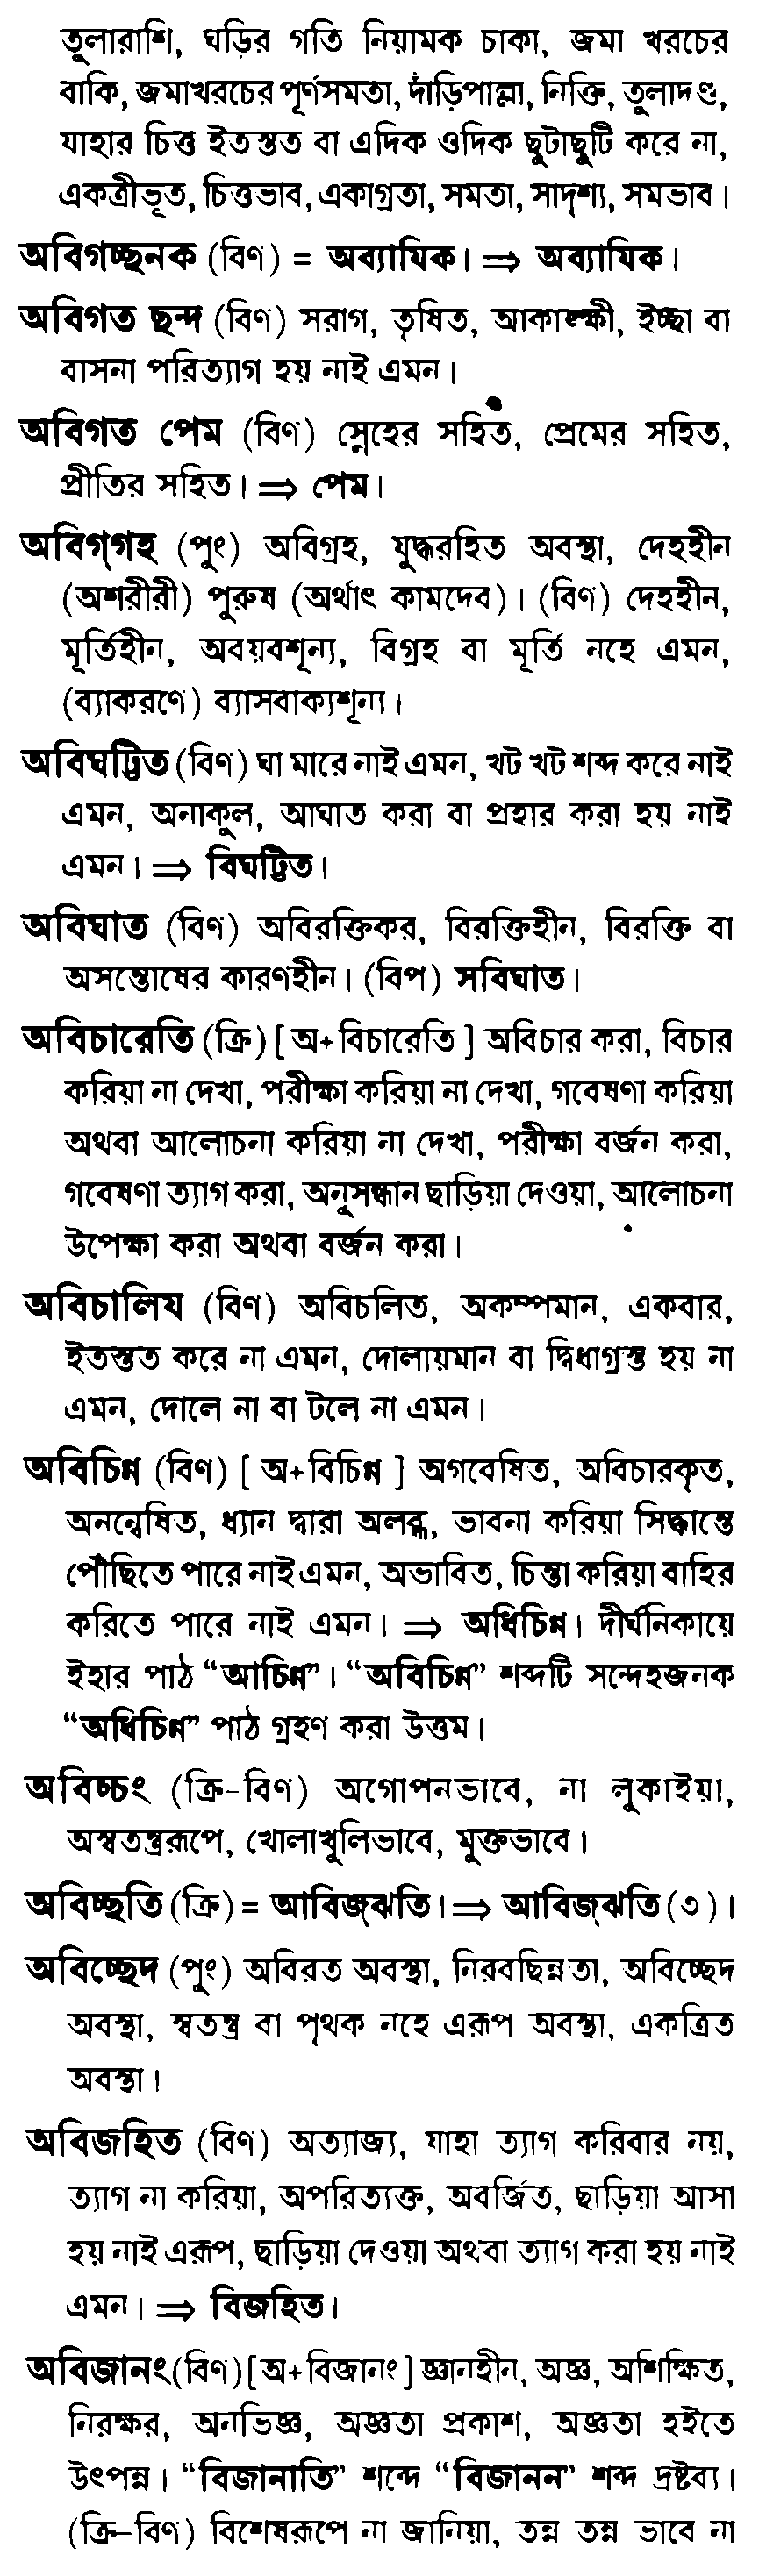 তুলারাশি, ঘড়ির গতি নিয়ামক চাকা, জমা খরচের
বাকি, জমাখরচের পূর্ণসমতা, দাঁড়িপাল্লা, নিক্তি, তুলাদণ্ড,
যাহার চিত্ত ইতস্তত বা এদিক ওদিক ছুটাছুটি করে না,
একত্রীভূত, চিত্তভাব, একাগ্রতা, সমতা, সাদৃশ্য, সমভাব।
অবিগচ্ছনক (বিণ) = অব্যাযিক। ⇒ অব্যাযিক।
অবিগত ছন্দ (বিণ) সরাগ, তৃষিত, আকাঙ্ক্ষী, ইচ্ছা বা
বাসনা পরিত্যাগ হয় নাই এমন।
অবিগত পেম (বিণ) স্নেহের সহিত, প্রেমের সহিত,
প্রীতির সহিত। ⇒ পেম।
অবিগ্গহ (পুং) অবিগ্রহ, যুদ্ধরহিত অবস্থা, দেহহীন
(অশরীরী) পুরুষ (অর্থাৎ কামদেব)। (বিণ) দেহহীন,
মূর্তিহীন, অবয়বশূন্য, বিগ্রহ বা মূর্তি নহে এমন,
(ব্যাকরণে) ব্যাসবাক্যশূন্য।
অবিঘট্টিত (বিণ) ঘা মারে নাই এমন, খট খট শব্দ করে নাই
এমন, অনাকুল, আঘাত করা বা প্রহার করা হয় নাই
এমন। ⇒ বিঘট্টিত।
অবিঘাত (বিণ) অবিরক্তিকর, বিরক্তিহীন, বিরক্তি বা
অসন্তোষের কারণহীন। (বিপ) সবিঘাত।
অবিচারেতি (ক্রি) [ অ+বিচারেতি ] অবিচার করা, বিচার
করিয়া না দেখা, পরীক্ষা করিয়া না দেখা, গবেষণা করিয়া
অথবা আলোচনা করিয়া না দেখা, পরীক্ষা বর্জন করা,
গবেষণা ত্যাগ করা, অনুসন্ধান ছাড়িয়া দেওয়া, আলোচনা
উপেক্ষা করা অথবা বর্জন করা।
অবিচালিয (বিণ) অবিচলিত, অকম্পমান, একবার,
ইতস্তত করে না এমন, দোলায়মান বা দ্বিধাগ্রস্ত হয় না
এমন, দোলে না বা টলে না এমন।
অবিচিণ্ণ (বিণ) [ অ+বিচিণ্ণ ] অগবেষিত, অবিচারকৃত,
অনন্বেষিত, ধ্যান দ্বারা অলব্ধ, ভাবনা করিয়া সিদ্ধান্তে
পৌঁছিতে পারে নাই এমন, অভাবিত, চিন্তা করিয়া বাহির
করিতে পারে নাই এমন। ⇒ অধিচিণ্ণ। দীর্ঘনিকায়ে
ইহার পাঠ “আচিণ্ণ”। “অবিচিণ্ণ” শব্দটি সন্দেহজনক
“অধিচিণ্ণ” পাঠ গ্রহণ করা উত্তম।
অবিচ্চং (ক্রি-বিণ) অগোপনভাবে, না লুকাইয়া,
অস্বতন্ত্ররূপে, খোলাখুলিভাবে, মুক্তভাবে।
অবিচ্ছতি (ক্রি) = আবিজ্ঝতি। ⇒ আবিজ্ঝতি (৩)।
অবিচ্ছেদ (পুং) অবিরত অবস্থা, নিরবছিন্নতা, অবিচ্ছেদ
অবস্থা, স্বতন্ত্র বা পৃথক নহে এরূপ অবস্থা, একত্রিত
অবস্থা।
অবিজহিত (বিণ) অত্যাজ্য, যাহা ত্যাগ করিবার নয়,
ত্যাগ না করিয়া, অপরিত্যক্ত, অবর্জিত, ছাড়িয়া আসা
হয় নাই এরূপ, ছাড়িয়া দেওয়া অথবা ত্যাগ করা হয় নাই
এমন। ⇒ বিজহিত।
অবিজানং (বিণ) [ অ+বিজানং ] জ্ঞানহীন, অজ্ঞ, অশিক্ষিত,
নিরক্ষর, অনভিজ্ঞ, অজ্ঞতা প্রকাশ, অজ্ঞতা হইতে
উৎপন্ন। “বিজানাতি” শব্দে “বিজানন” শব্দ দ্রষ্টব্য।
(ক্রি-বিণ) বিশেষরূপে না জানিয়া, তন্ন তন্ন ভাবে না